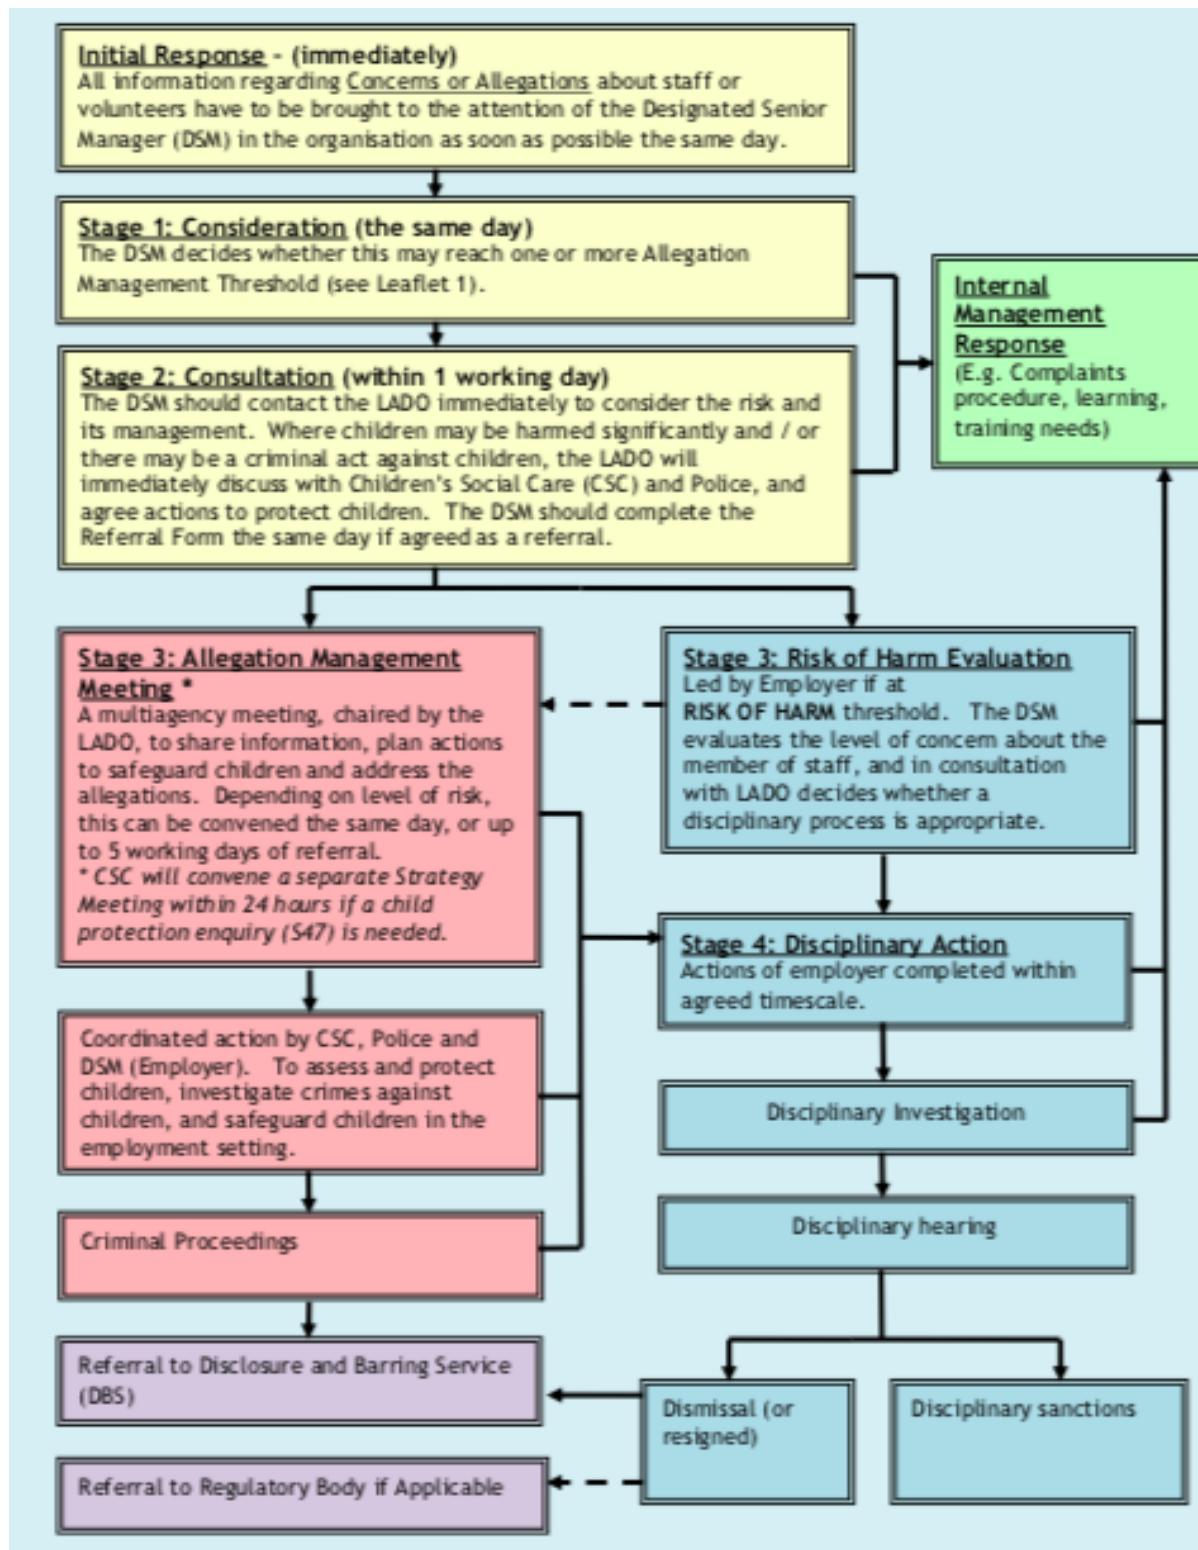 Initial Response - (immediately)
All information regarding Concerns or Allegations about staff or
volunteers have to be brought to the attention of the Designated Senior
Manager (DSM) in the organisation as soon as possible the same day.
Stage 1: Consideration (the same day)
The DSM decides whether this may reach one or more Allegation
Management Threshold (see Leaflet 1).
Internal
Management
Response
(E.g. Complaints
procedure, learning,
training needs)
Stage 2: Consultation (within 1 working day)
The DSM should contact the LADO immediately to consider the risk and
its management. Where children may be harmed significantly and / or
there may be a criminal act against children, the LADO will
immediately discuss with Children's Social Care (CSC) and Police, and
agree actions to protect children. The DSM should complete the
Referral Form the same day if agreed as a referral.
Stage 3: Allegation Management
Meeting *
A multiagency meeting, chaired by the
LADO, to share information, plan actions
to safeguard children and address the
allegations. Depending on level of risk,
this can be convened the same day, or up
to 5 working days of referral.
* CSC will convene a separate Strategy
Meeting within 24 hours if a child
protection enquiry (S47) is needed.
Stage 3: Risk of Harm Evaluation
Led by Employer if at
RISK OF HARM threshold. The DSM
evaluates the level of concern about the
member of staff, and in consultation
with LADO decides whether a
disciplinary process is appropriate.
Stage 4: Disciplinary Action
Actions of employer completed within
agreed timescale.
Coordinated action by CSC, Police and
DSM (Employer). To assess and protect
children, investigate crimes against
children, and safeguard children in the
employment setting.
Disciplinary Investigation
Criminal Proceedings
Disciplinary hearing
Referral to Disclosure and Barring Service
(DBS)
Dismissal (or
resigned)
Disciplinary sanctions
Referral to Regulatory Body if Applicable